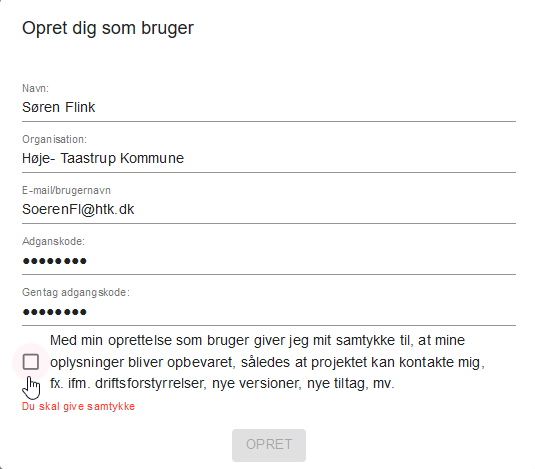 Opret dig som bruger
Navn:
Søren Flink
Organisation:
Høje- Taastrup Kommune
E-mail/brugernavn
SoerenFl@htk.dk
Adganskode:
●●●●●●●●
Gentag adgangskode:
●●●●●●●●
Med min oprettelse som bruger giver jeg mit samtykke til, at mine
oplysninger bliver opbevaret, således at projektet kan kontakte mig,
fx. ifm. driftsforstyrrelser, nye versioner, nye tiltag, mv.
Du skal give samtykke
OPRET